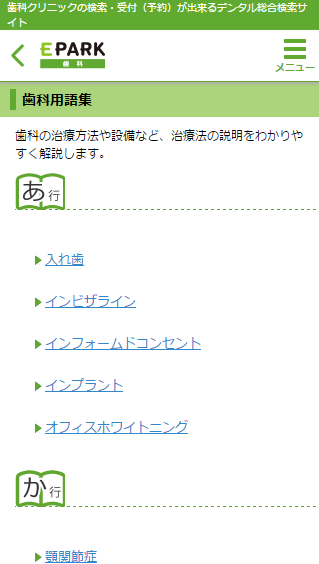 歯科クリニックの検索・受付（予約）が出来るデンタル総合検索サ
イト
EPARK
歯科
メニュー
歯科用語集
歯科の治療方法や設備など、治療法の説明をわかりや
すく解説します。
あ行
入れ歯
インビザライン
インフォームドコンセント
インプラント
オフィスホワイトニング
か行
顎関節症